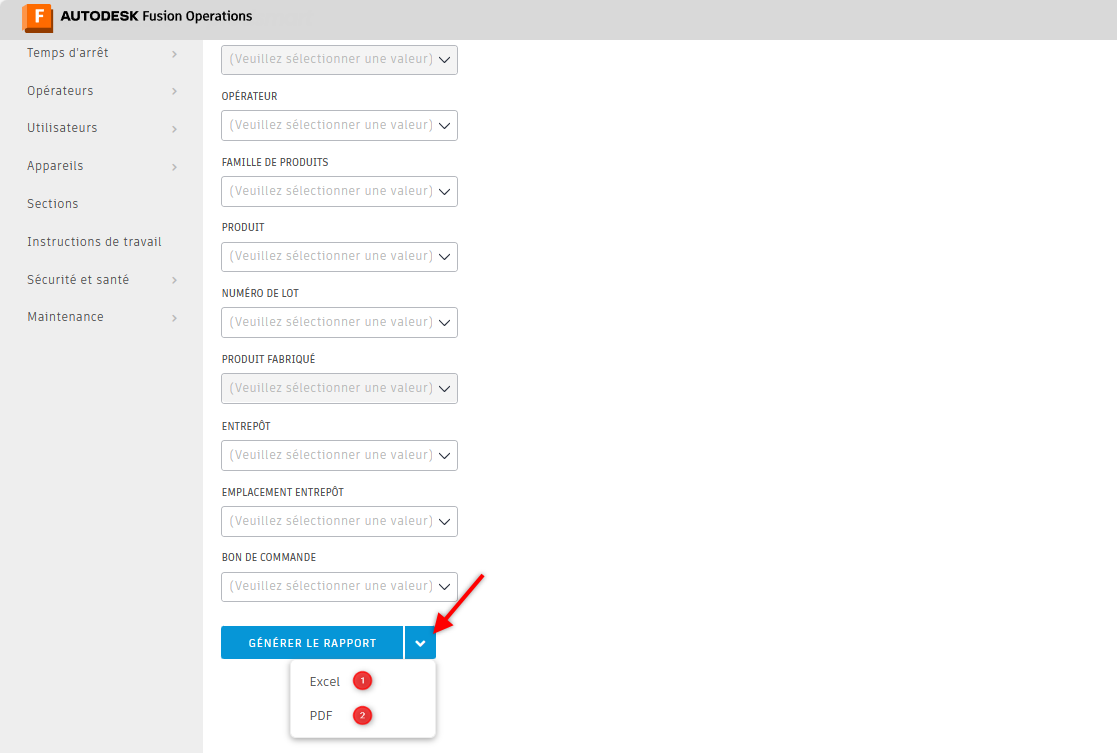 F AUTODESK Fusion Operations
Temps d'arrêt
Opérateurs
Utilisateurs
Appareils
Sections
Instructions de travail
Sécurité et santé
Maintenance
(Veuillez sélectionner une valeur)
OPÉRATEUR
(Veuillez sélectionner une valeur)
FAMILLE DE PRODUITS
(Veuillez sélectionner une valeur)
PRODUIT
(Veuillez sélectionner une valeur)
NUMÉRO DE LOT
(Veuillez sélectionner une valeur)
PRODUIT FABRIQUÉ
(Veuillez sélectionner une valeur)
ENTREPÔT
(Veuillez sélectionner une valeur)
EMPLACEMENT ENTREPÔT
(Veuillez sélectionner une valeur)
BON DE COMMANDE
(Veuillez sélectionner une valeur)
GÉNÉRER LE RAPPORT
Excel 1
PDF 2